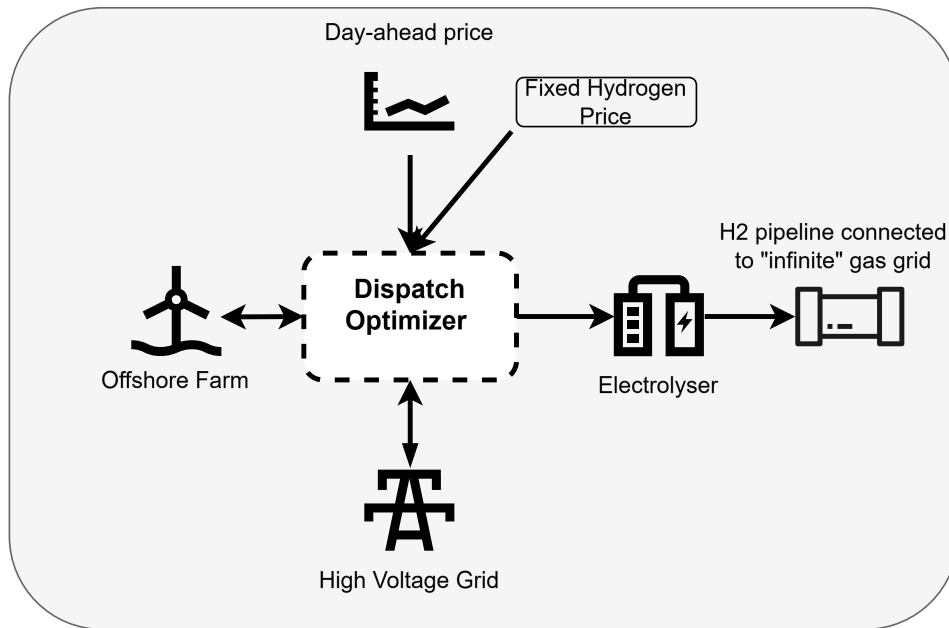 Day-ahead price
Fixed Hydrogen
Price
H2 pipeline connected
to "infinite" gas grid
Dispatch
Optimizer
Offshore Farm
Electrolyser
High Voltage Grid